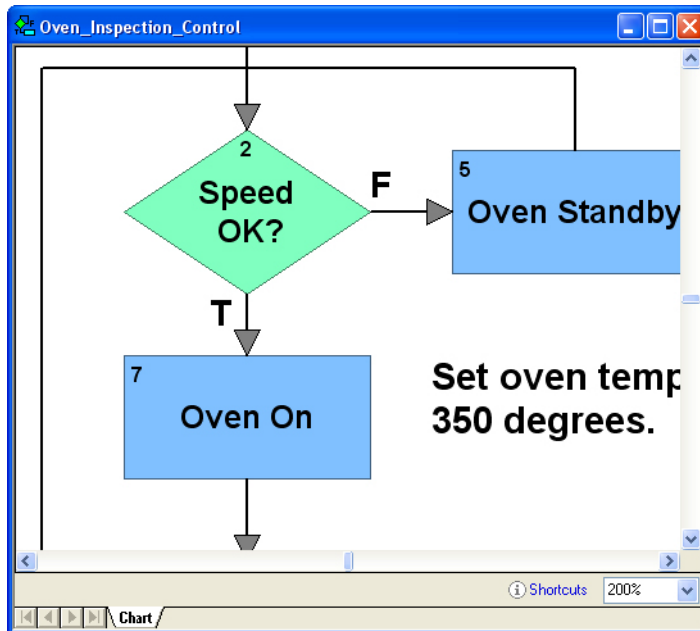 Oven_Inspection_Control
2
Speed
OK?
F
5
Oven Standby
T
7
Oven On
Set oven temp
350 degrees.
Shortcuts
200%
Chart